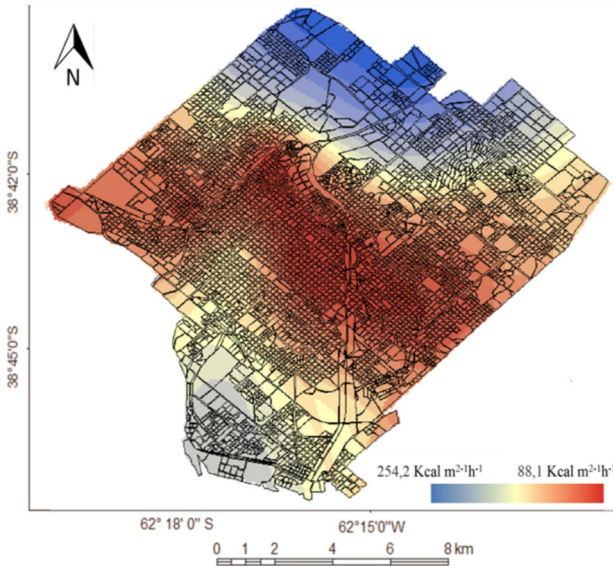 N
38°42'0"S
38°45'0"S
254,2 Kcal m²⁻¹h⁻¹ 88,1 Kcal m²⁻¹h⁻¹
62° 18' 0" S 62°15'0"W
0 1 2 4 6 8 km